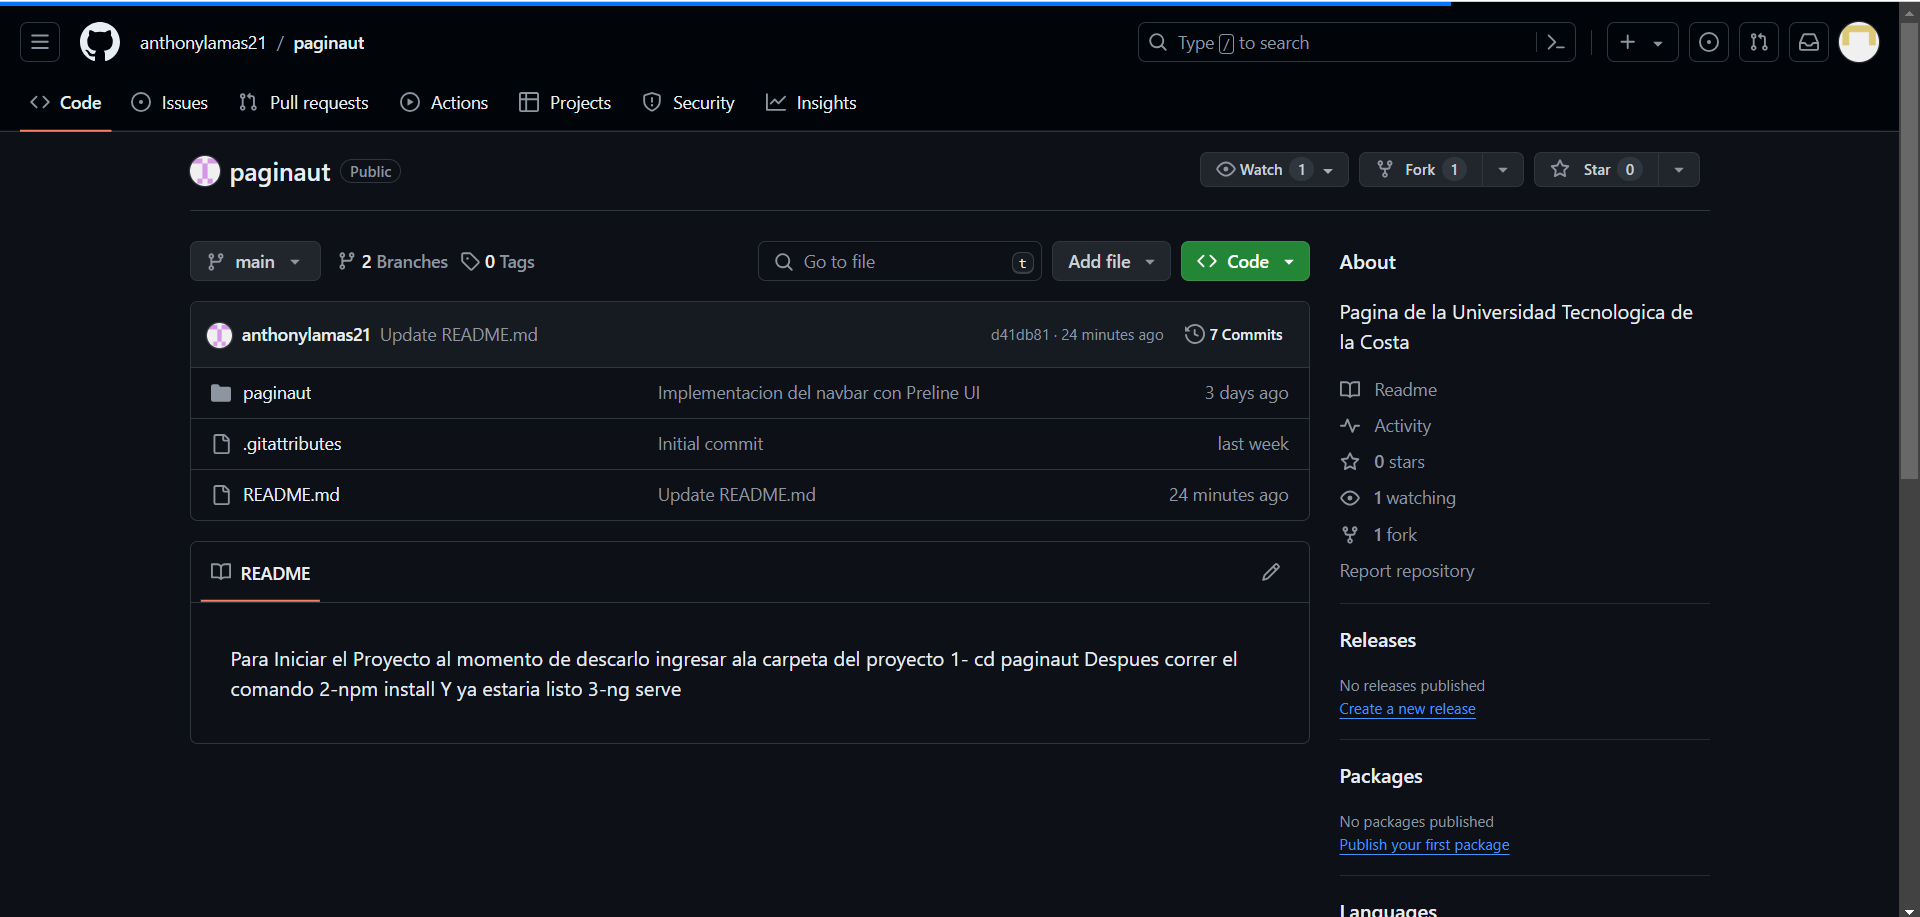 anthonylamas21 / paginaut
Type / to search
Code Issues Pull requests Actions Projects Security Insights
paginaut Public
Watch 1 Fork 1 Star 0
main 2 Branches 0 Tags Go to file t Add file Code
anthonylamas21 Update README.md d41db81 · 24 minutes ago 7 Commits
paginaut Implementacion del navbar con Preline UI 3 days ago
.gitattributes Initial commit last week
README.md Update README.md 24 minutes ago
README
Para Iniciar el Proyecto al momento de descarlo ingresar ala carpeta del proyecto 1- cd paginaut Despues correr el
comando 2-npm install Y ya estaria listo 3-ng serve
About
Pagina de la Universidad Tecnologica de
la Costa
Readme
Activity
0 stars
1 watching
1 fork
Report repository
Releases
No releases published
Create a new release
Packages
No packages published
Publish your first package
Languages